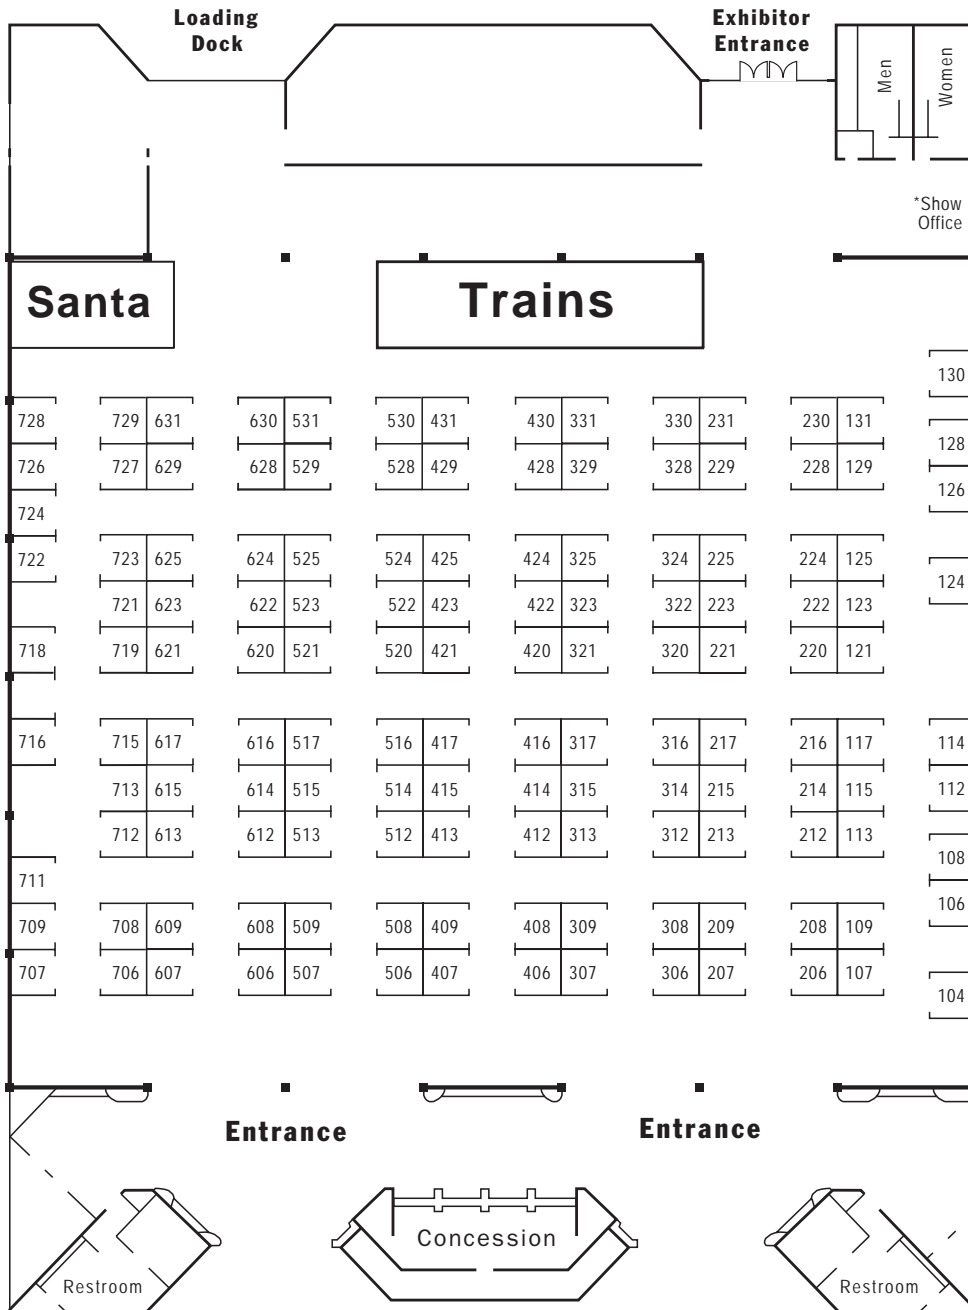 Loading
Dock
Exhibitor
Entrance
Men
Women
*Show
Office
Santa
Trains
130
728 729 631 630 531 530 431 430 331 330 231 230 131
128
726 727 629 628 529 528 429 428 329 328 229 228 129
126
724
722 723 625 624 525 524 425 424 325 324 225 224 125
124
721 623 622 523 522 423 422 323 322 223 222 123
718 719 621 620 521 520 421 420 321 320 221 220 121
716 715 617 616 517 516 417 416 317 316 217 216 117 114
713 615 614 515 514 415 414 315 314 215 214 115 112
712 613 612 513 512 413 412 313 312 213 212 113
108
711
106
709 708 609 608 509 508 409 408 309 308 209 208 109
707 706 607 606 507 506 407 406 307 306 207 206 107
104
Entrance
Entrance
Concession
Restroom
Restroom